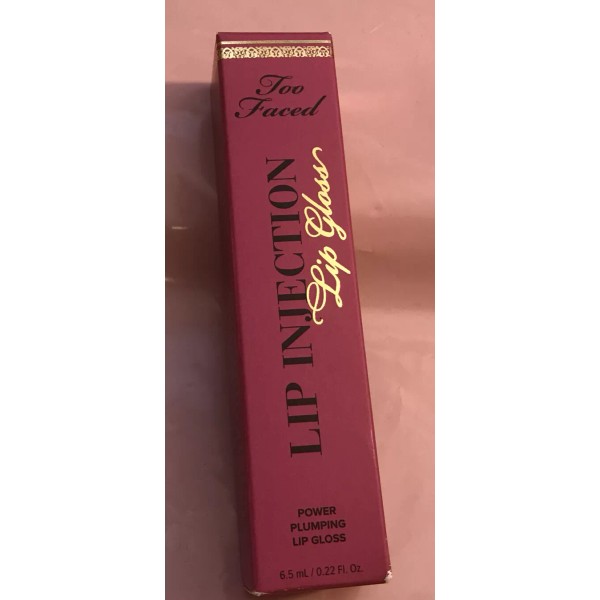 Too
Faced
LIP INJECTION
Lip Gloss
POWER
PLUMPING
LIP GLOSS
6.5 mL / 0.22 Fl. Oz.